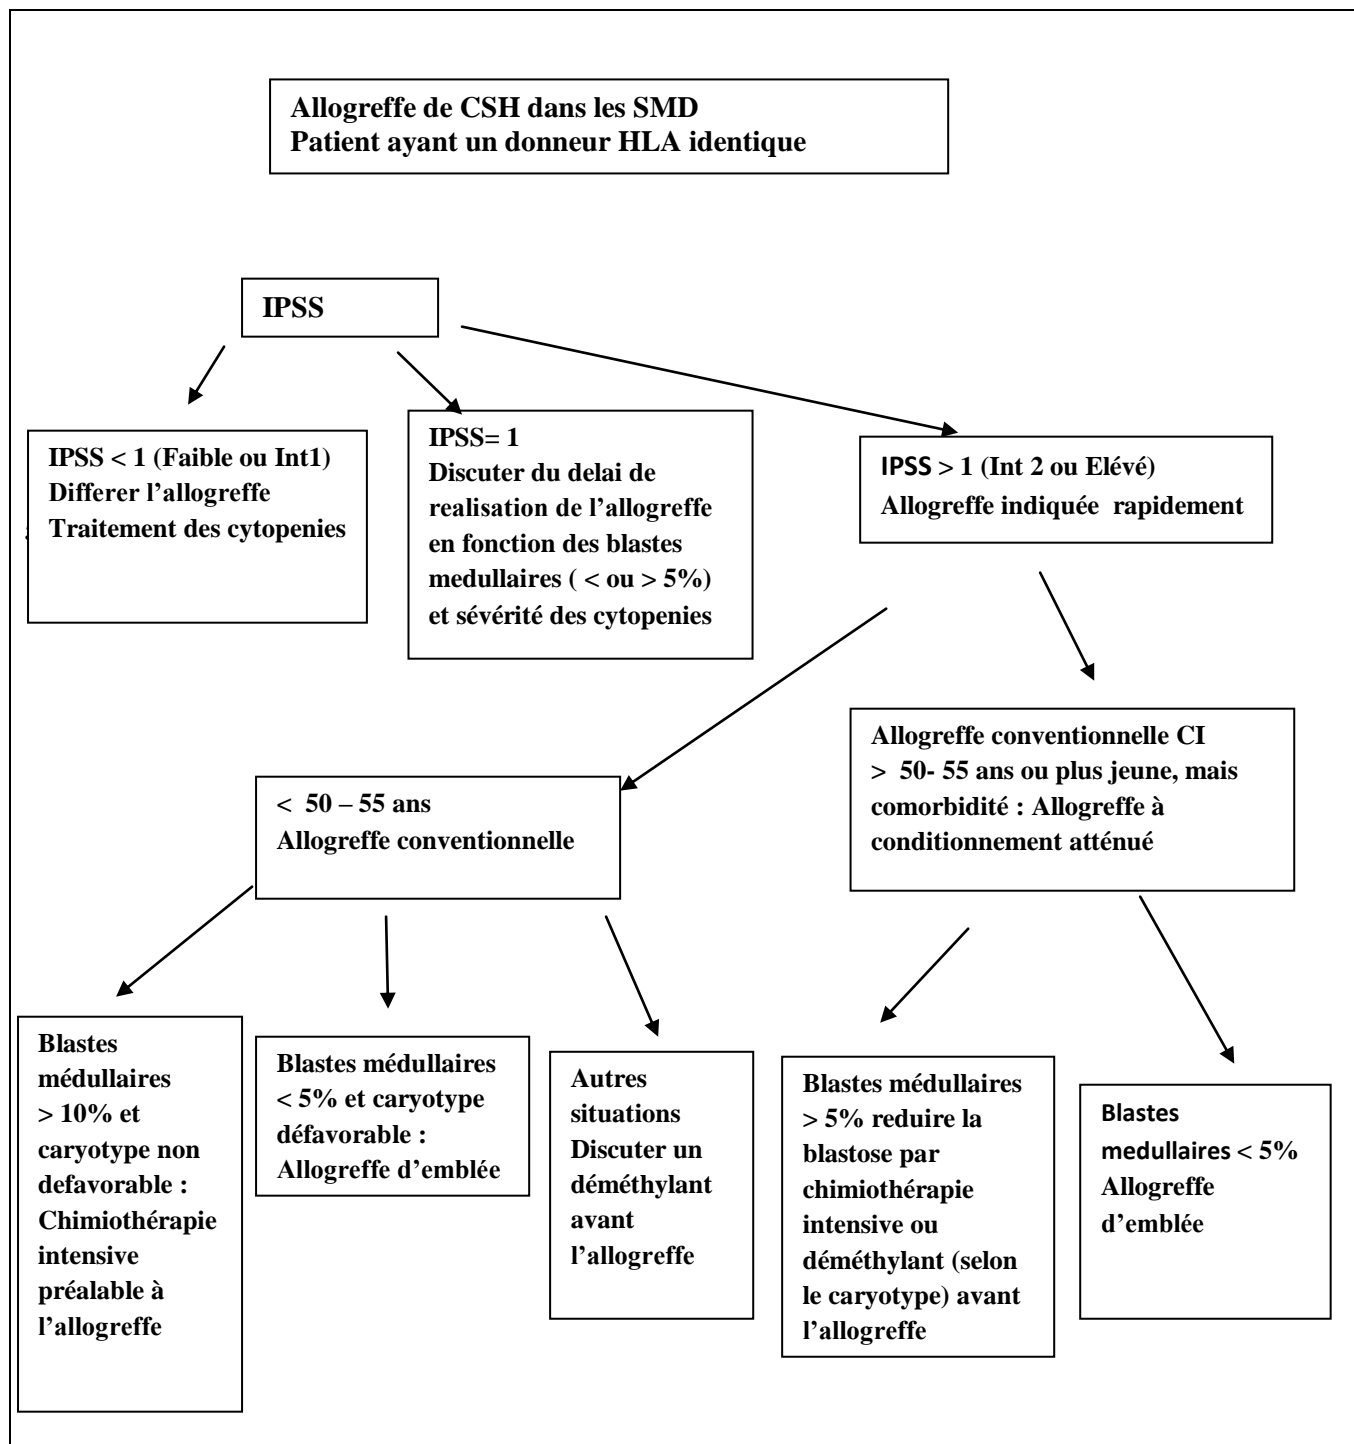 Allogreffe de CSH dans les SMD
Patient ayant un donneur HLA identique
IPSS
IPSS < 1 (Faible ou Int1)
Differer l’allogreffe
Traitement des cytopenies
IPSS= 1
Discuter du delai de
realisation de l’allogreffe
en fonction des blastes
medullaires ( < ou > 5%)
et sévérité des cytopenies
IPSS > 1 (Int 2 ou Elévé)
Allogreffe indiquée rapidement
< 50 – 55 ans
Allogreffe conventionnelle
Allogreffe conventionnelle CI
> 50- 55 ans ou plus jeune, mais
comorbidité : Allogreffe à
conditionnement atténué
Blastes
médullaires
> 10% et
caryotype non
defavorable :
Chimiothérapie
intensive
préalable à
l’allogreffe
Blastes médullaires
< 5% et caryotype
défavorable :
Allogreffe d’emblée
Autres
situations
Discuter un
déméthylant
avant
l’allogreffe
Blastes médullaires
> 5% reduire la
blastose par
chimiothérapie
intensive ou
déméthylant (selon
le caryotype) avant
l’allogreffe
Blastes
medullaires < 5%
Allogreffe
d’emblée